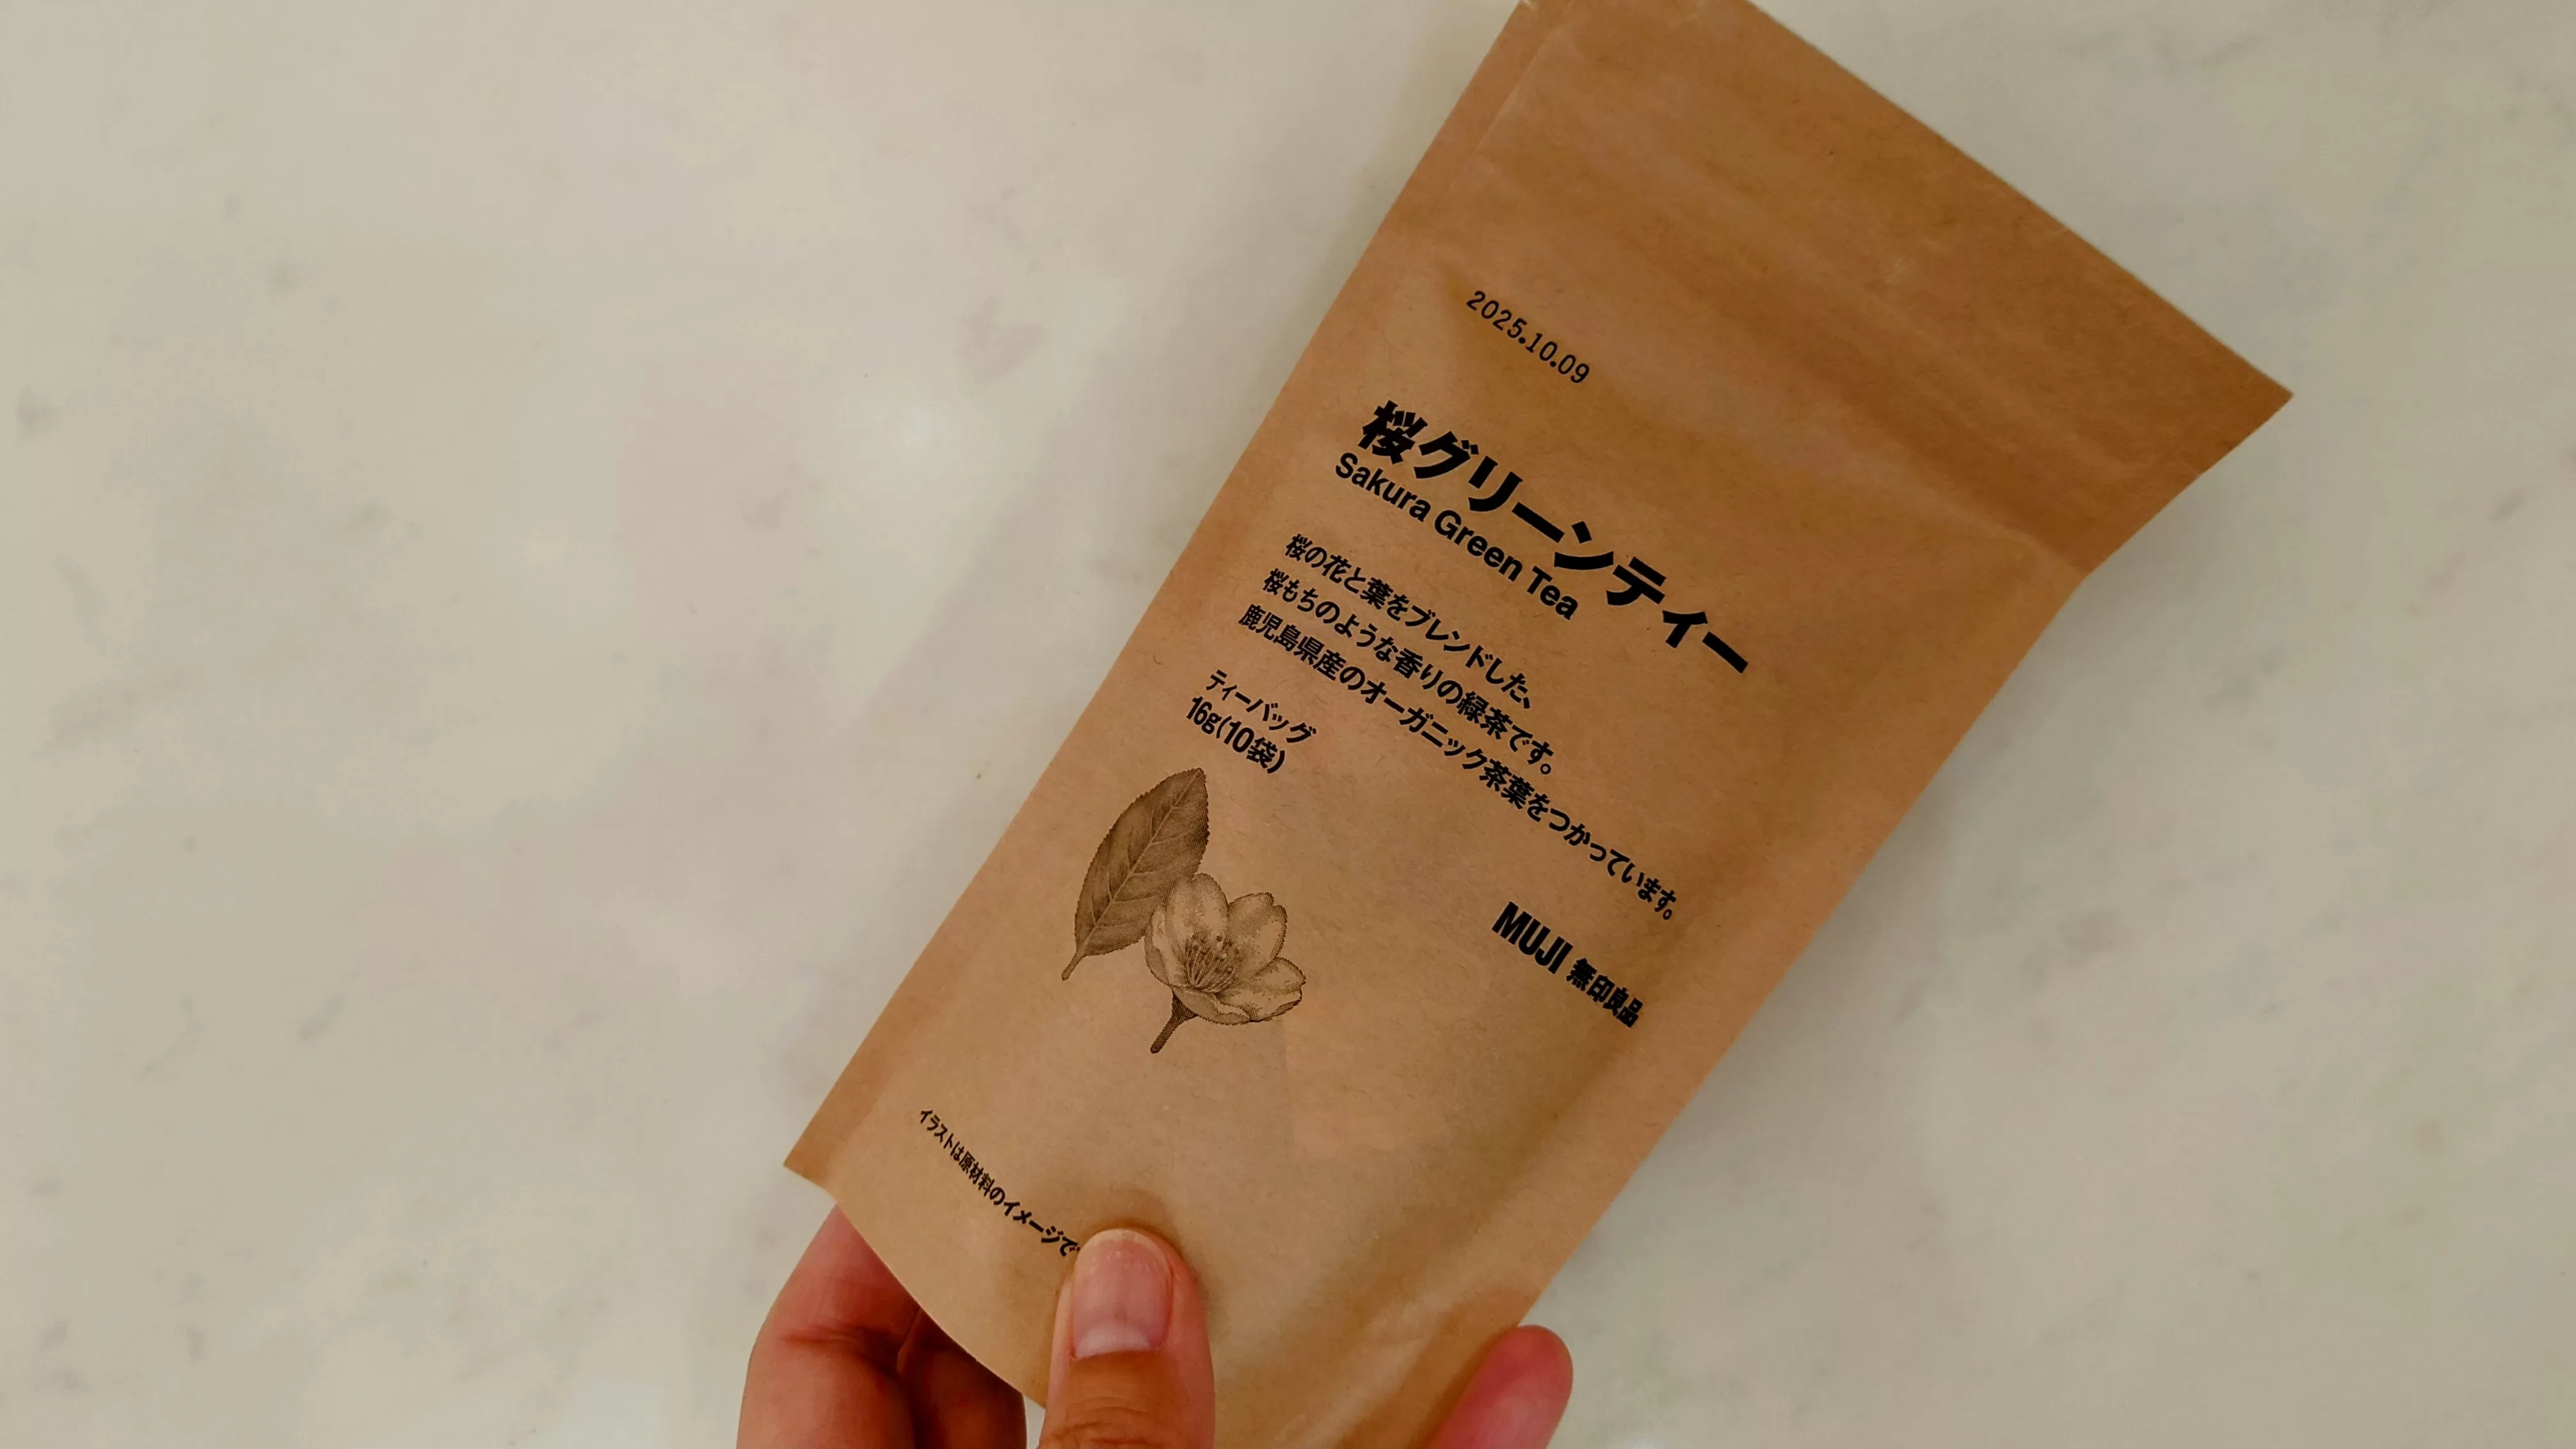 2025.10.09
桜グリーンティー
Sakura Green Tea
桜の花と葉をブレンドした、
桜もちのような香りの緑茶です。
鹿児島県産のオーガニック茶葉をつかっています。
ティーバッグ
16g(10袋)
MUJI 無印良品
イラストは原材料のイメージで